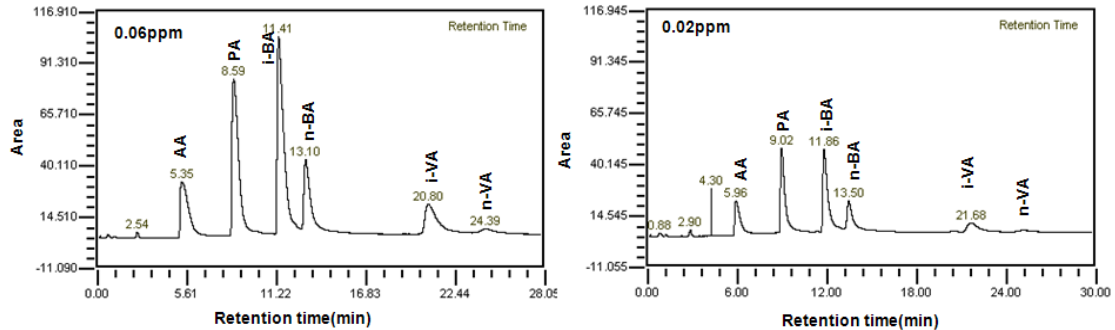 116.910
0.06ppm
Retention Time
91.310
65.710
40.110
14.510
-11.090
Area
AA
5.35
PA
8.59
i-BA
11.41
n-BA
13.10
i-VA
20.80
n-VA
24.39
2.54
0.00 5.61 11.22 16.83 22.44 28.05
Retention time(min)
116.945
0.02ppm
Retention Time
91.345
65.745
40.145
14.545
-11.055
Area
0.88
2.90
4.30
AA
5.96
PA
9.02
i-BA
11.86
n-BA
13.50
i-VA
21.68
n-VA
0.00 6.00 12.00 18.00 24.00 30.00
Retention time(min)